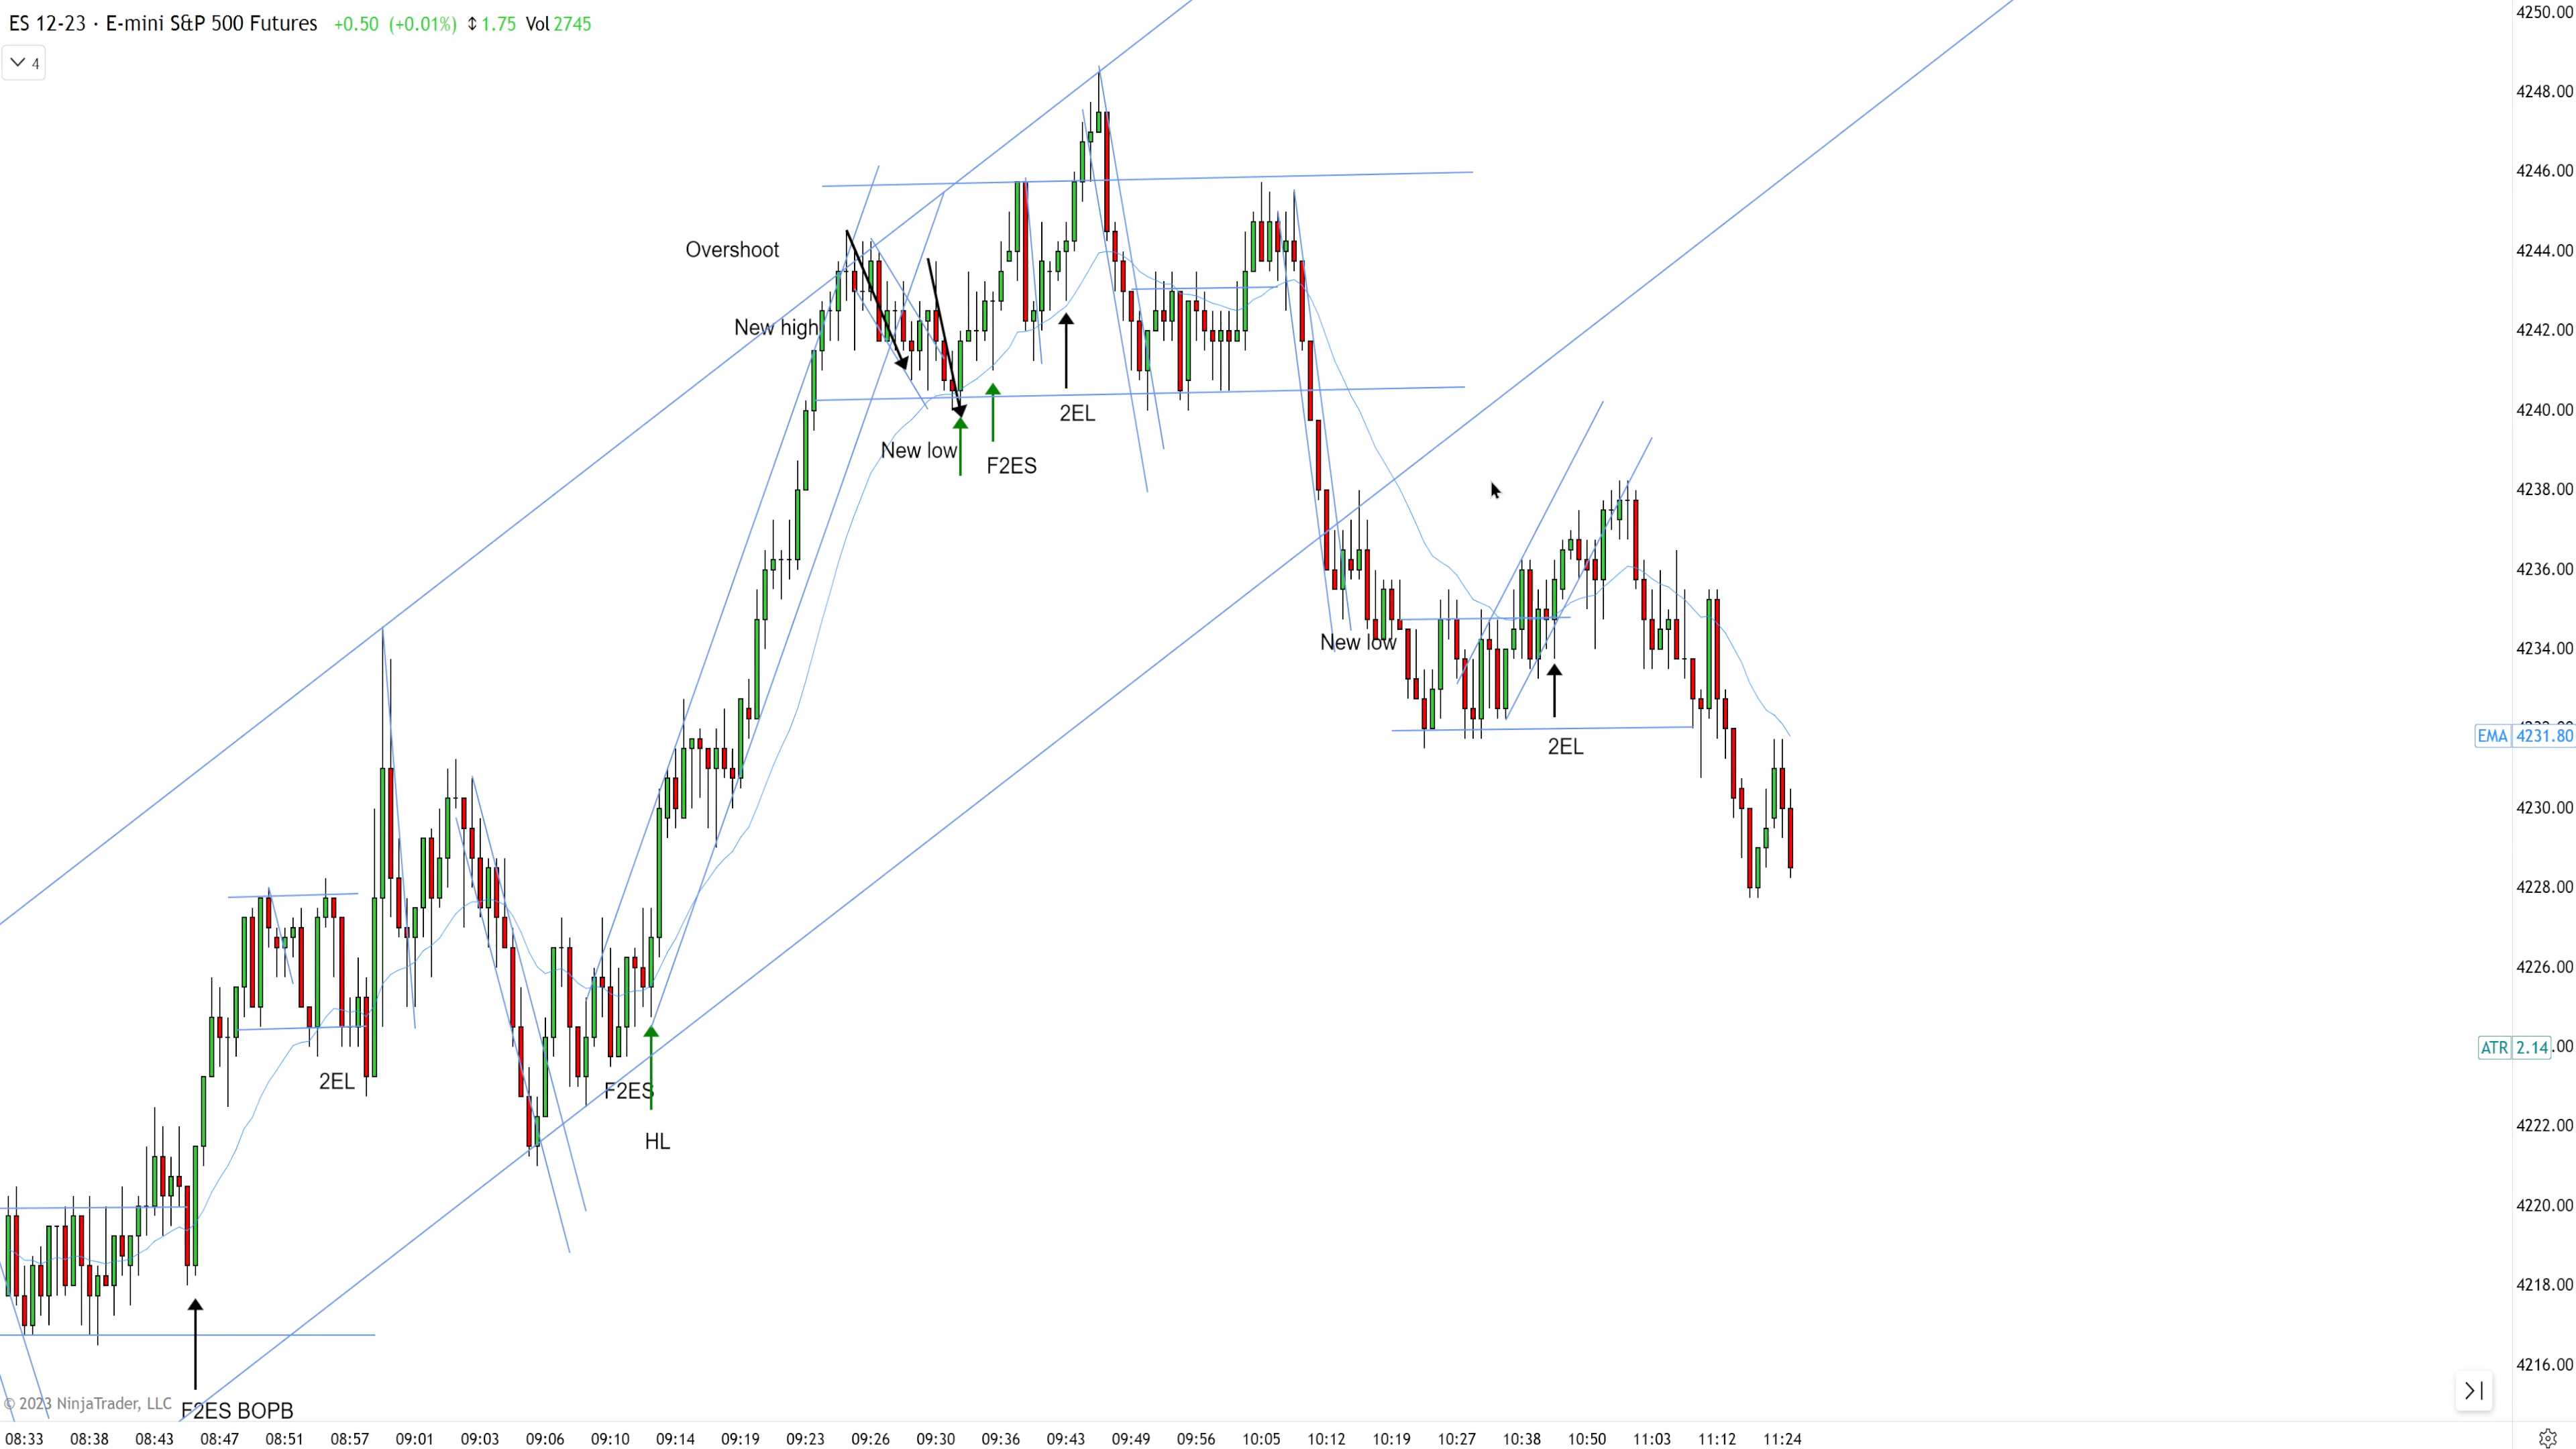 ES 12-23 · E-mini S&P 500 Futures +0.50 (+0.01%) ↕1.75 Vol 2745
4
4250.00
4248.00
4246.00
4244.00
4242.00
4240.00
4238.00
4236.00
4234.00
EMA 4231.80
4230.00
4228.00
4226.00
ATR 2.14 .00
4222.00
4220.00
4218.00
4216.00
Overshoot
New high
New low
F2ES
2EL
New low
2EL
2EL
F2ES
HL
F2ES BOPB
© 2023 NinjaTrader, LLC
08:33 08:38 08:43 08:47 08:51 08:57 09:01 09:03 09:06 09:10 09:14 09:19 09:23 09:26 09:30 09:36 09:43 09:49 09:56 10:05 10:12 10:19 10:27 10:38 10:50 11:03 11:12 11:24